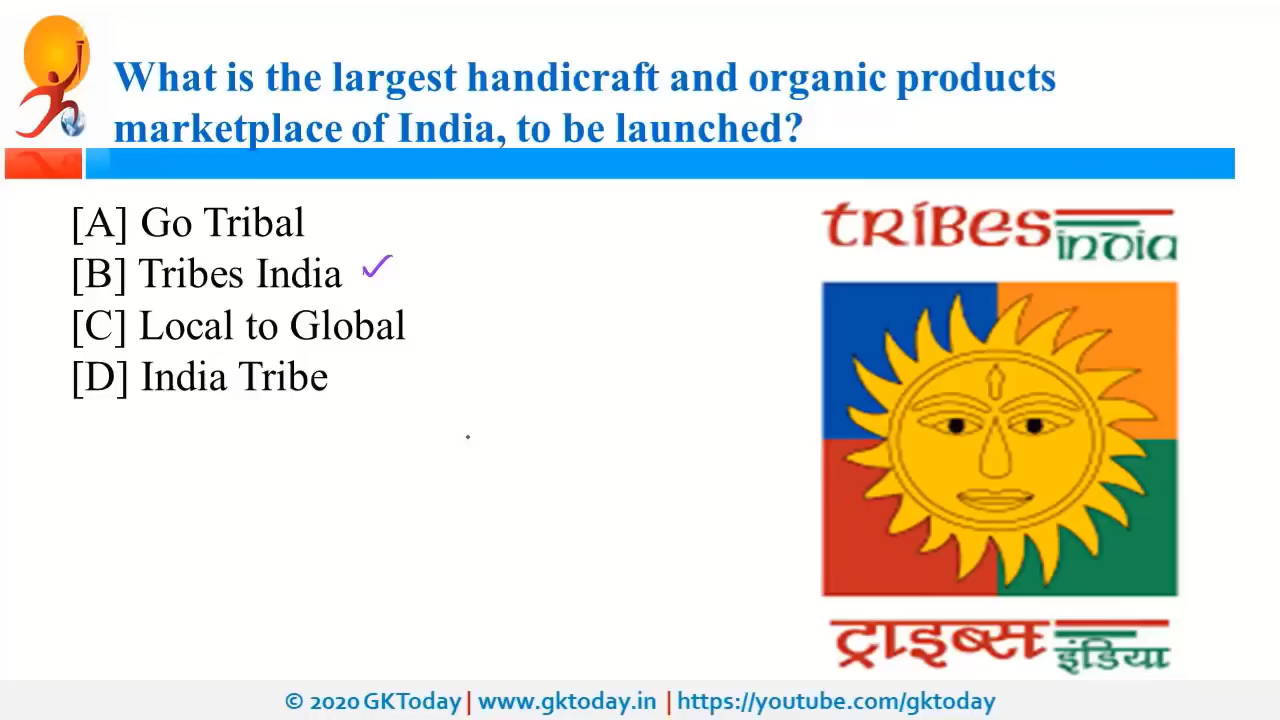 What is the largest handicraft and organic products
marketplace of India, to be launched?
[A] Go Tribal
[B] Tribes India
[C] Local to Global
[D] India Tribe
tribes india
ट्राइब्स इंडिया
© 2020 GKToday | www.gktoday.in | https://youtube.com/gktoday